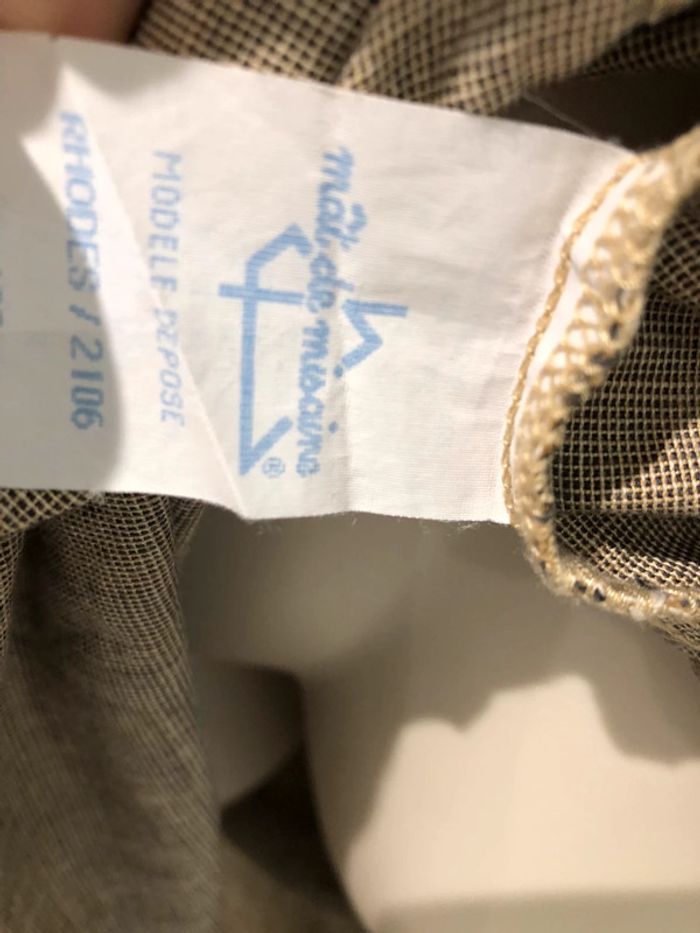 mât de misaine
®
MODELE DEPOSE
RHODES / 2106